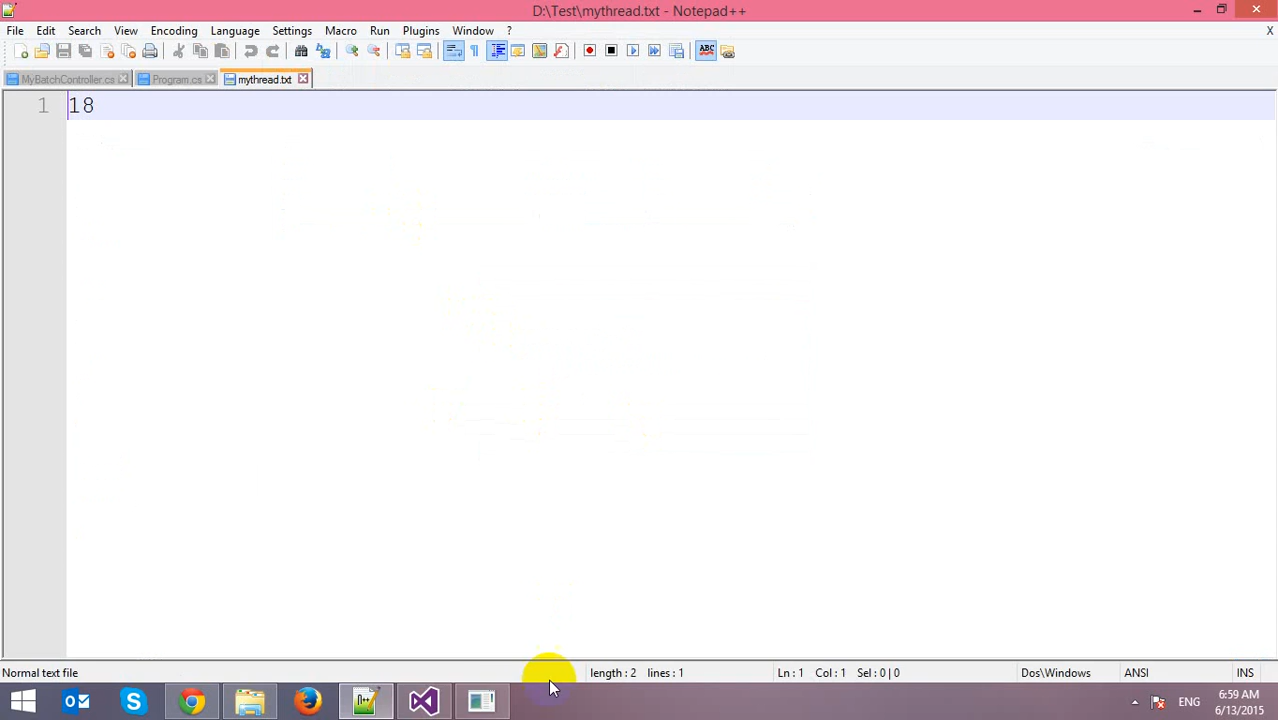 D:\Test\mythread.txt - Notepad++
File Edit Search View Encoding Language Settings Macro Run Plugins Window ? X
ABC
MyBatchController.cs Program.cs mythread.txt
1 18
Normal text file length : 2 lines : 1 Ln : 1 Col : 1 Sel : 0 | 0 Dos\Windows ANSI INS
ENG 6:59 AM
6/13/2015